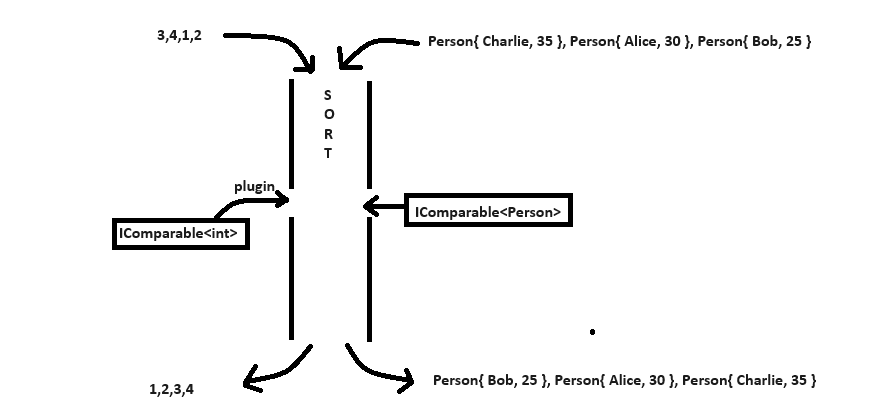 3,4,1,2
Person{ Charlie, 35 }, Person{ Alice, 30 }, Person{ Bob, 25 }
S
O
R
T
plugin
IComparable<int>
IComparable<Person>
1,2,3,4
Person{ Bob, 25 }, Person{ Alice, 30 }, Person{ Charlie, 35 }